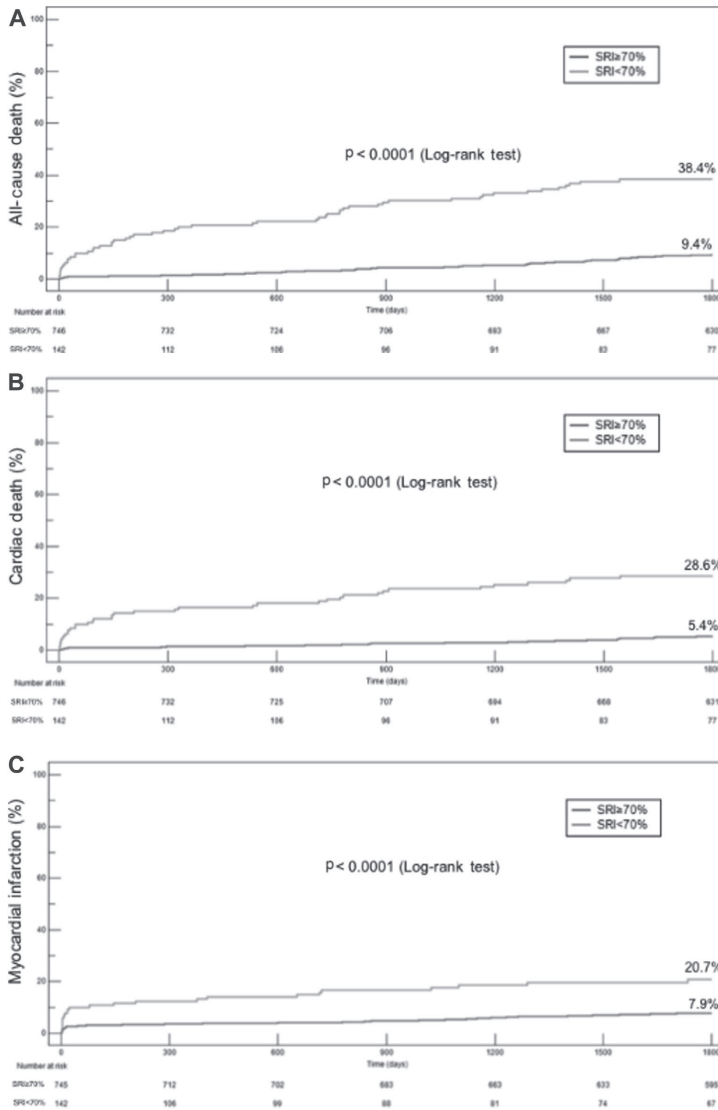 A
All-cause death (%)
100
80
60
40
20
0
SRI≥70%
SRI<70%
p < 0.0001 (Log-rank test)
38.4%
9.4%
0 300 600 900 1200 1500 1800
Number at risk
Time (days)
SRI≥70% 746 732 724 706 693 667 630
SRI<70% 142 112 106 96 91 83 77
B
Cardiac death (%)
100
80
60
40
20
0
SRI≥70%
SRI<70%
p < 0.0001 (Log-rank test)
28.6%
5.4%
0 300 600 900 1200 1500 1800
Number at risk
Time (days)
SRI≥70% 746 732 725 707 694 668 631
SRI<70% 142 112 106 96 91 83 77
C
Myocardial infarction (%)
100
80
60
40
20
0
SRI≥70%
SRI<70%
p < 0.0001 (Log-rank test)
20.7%
7.9%
0 300 600 900 1200 1500 1800
Number at risk
Time (days)
SRI≥70% 745 712 702 683 663 633 595
SRI<70% 142 106 99 88 81 74 67